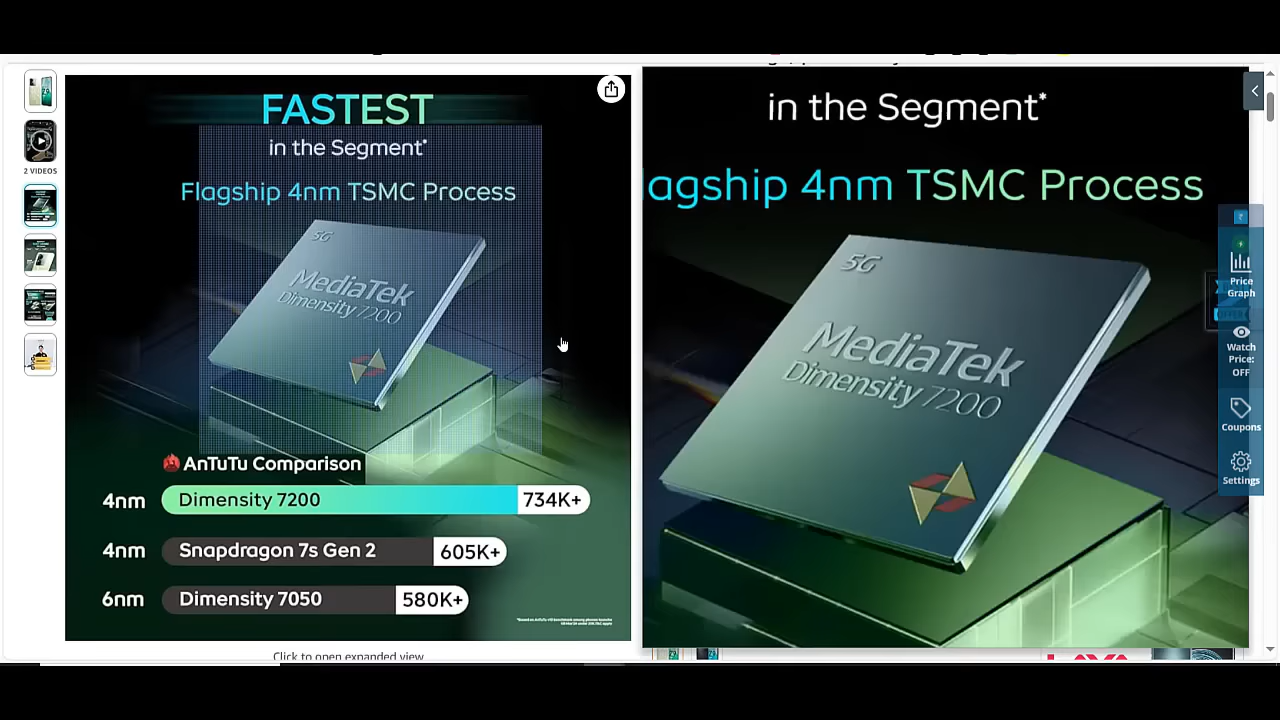 FASTEST
in the Segment*
Flagship 4nm TSMC Process
5G
MediaTek
Dimensity 7200
AnTuTu Comparison
4nm Dimensity 7200 734K+
4nm Snapdragon 7s Gen 2 605K+
6nm Dimensity 7050 580K+
2 VIDEOS
Click to open expanded view
in the Segment*
agship 4nm TSMC Process
5G
MediaTek
Dimensity 7200
Price
Graph
Watch
Price:
OFF
Coupons
Settings